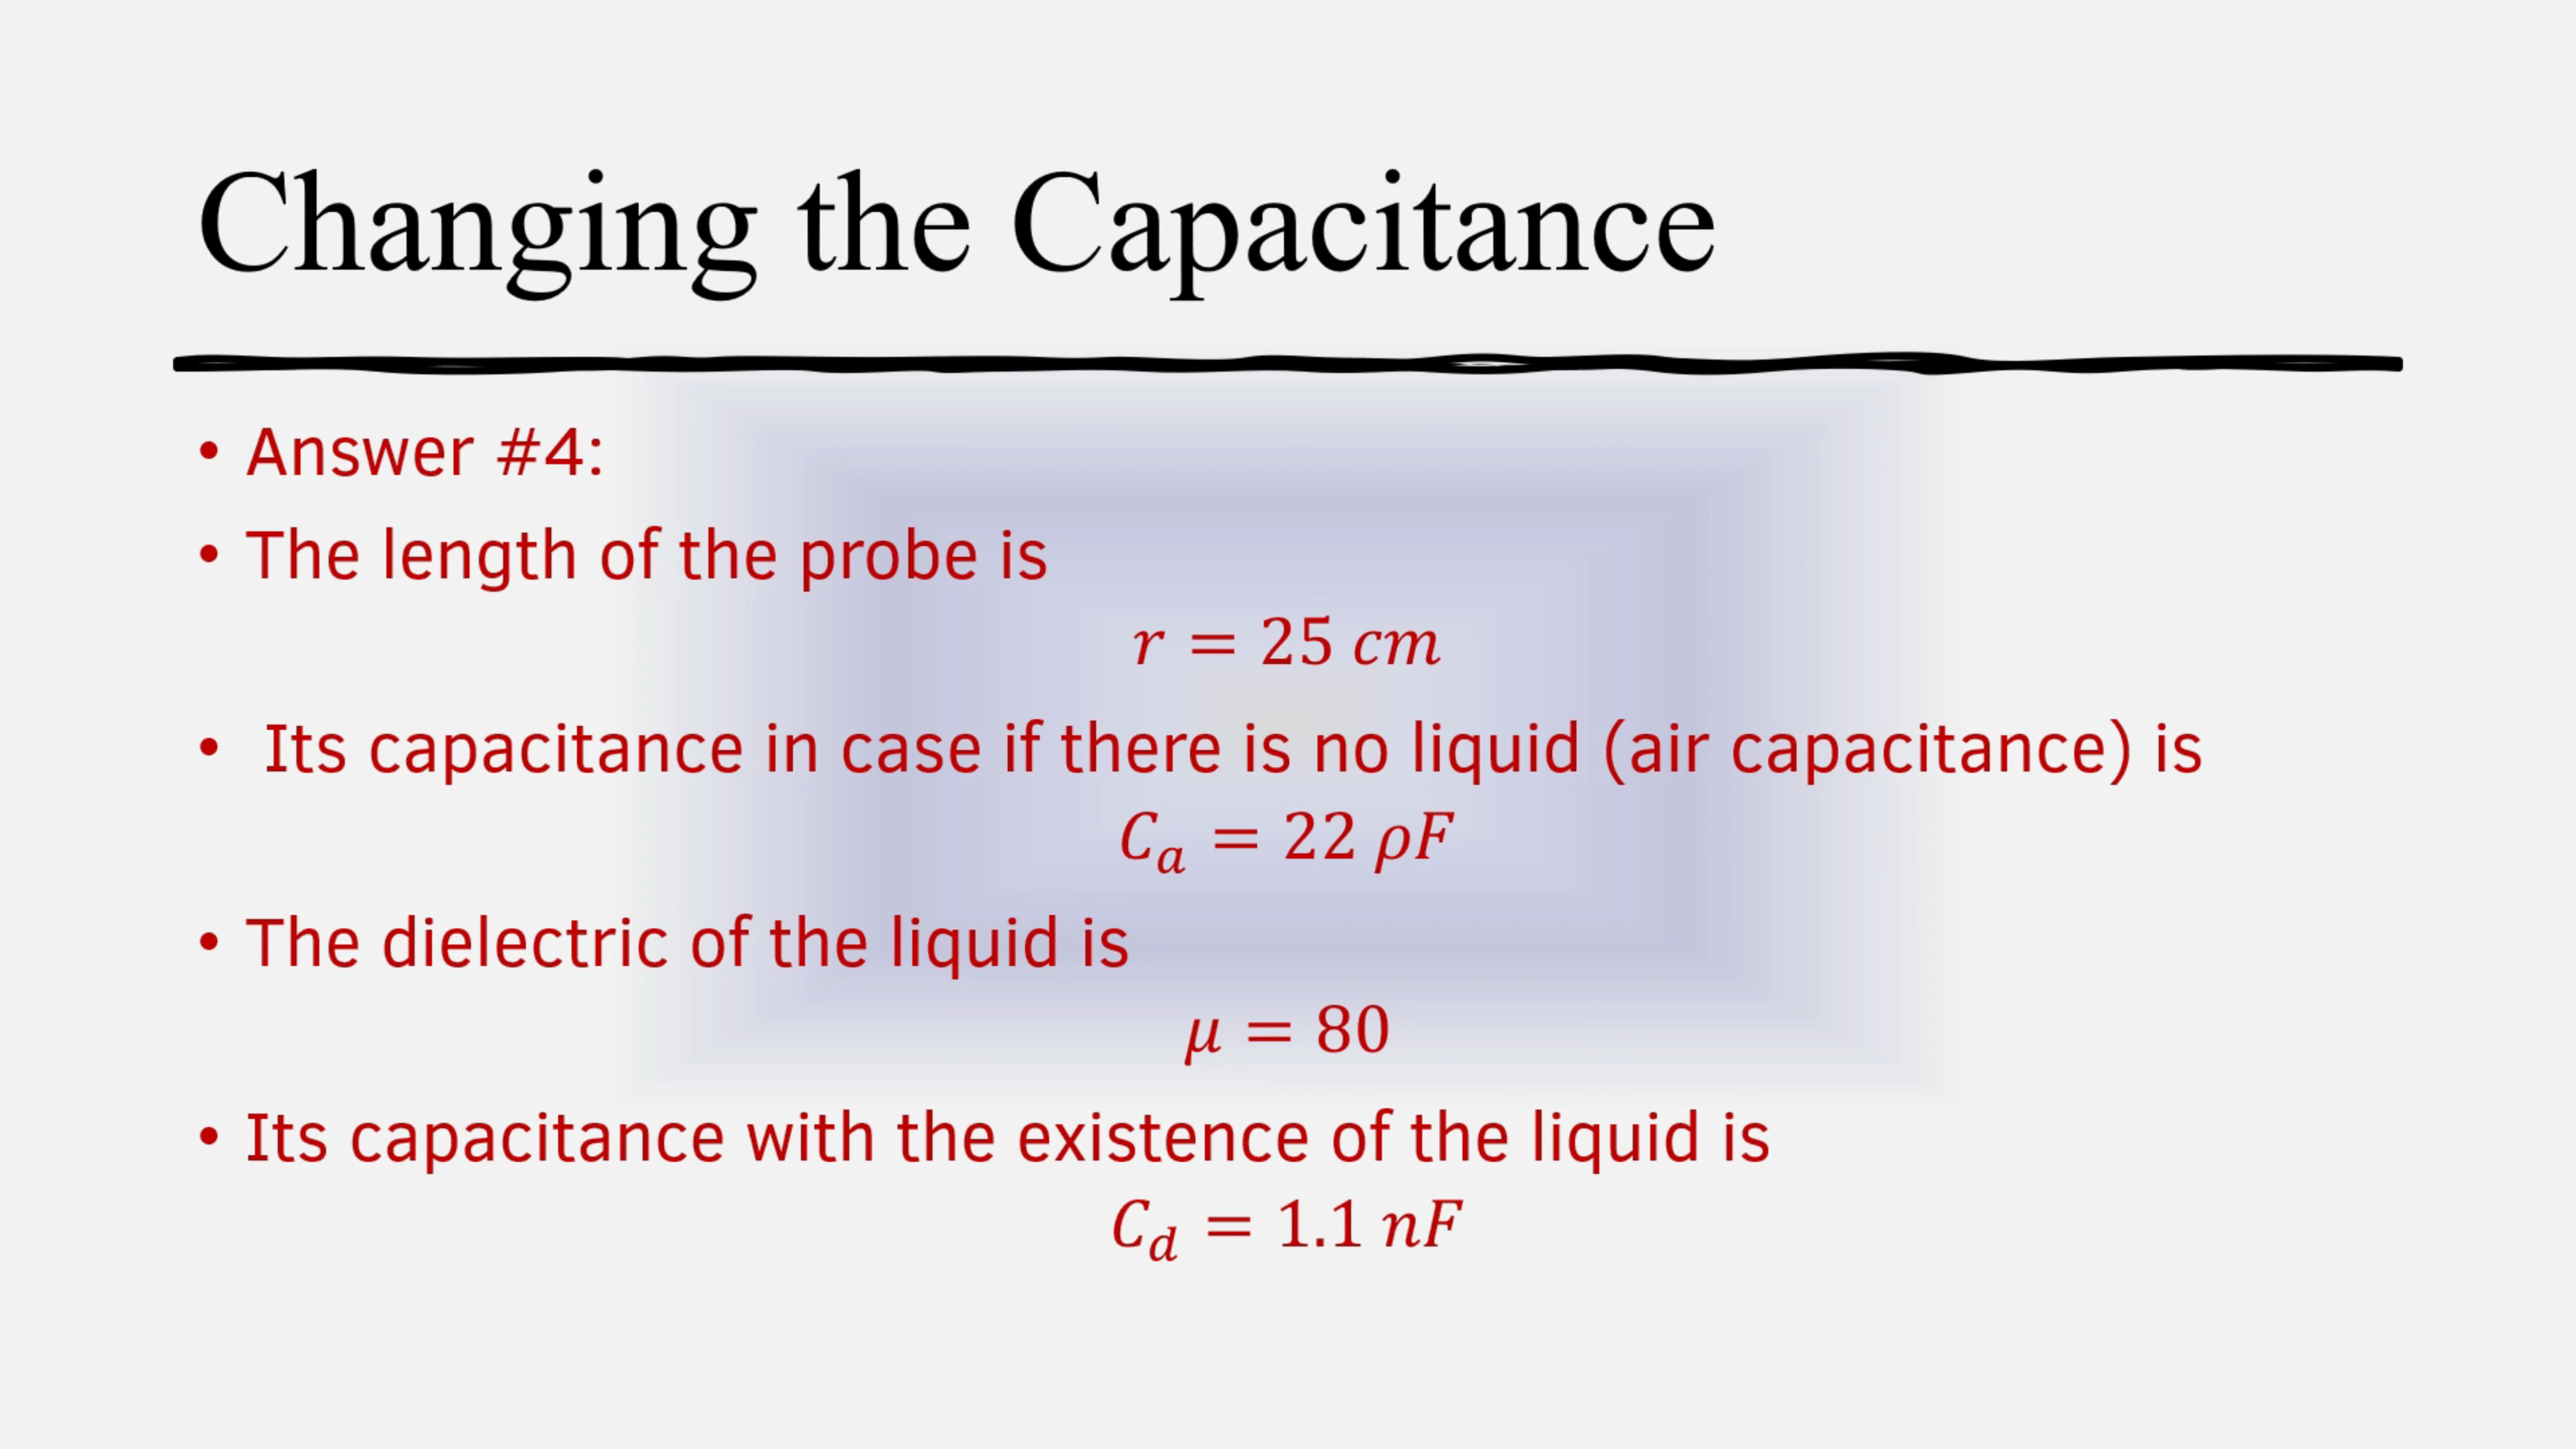 Changing the Capacitance
• Answer #4:
• The length of the probe is
r = 25 cm
• Its capacitance in case if there is no liquid (air capacitance) is
Cₐ = 22 ρF
• The dielectric of the liquid is
μ = 80
• Its capacitance with the existence of the liquid is
C_d = 1.1 nF